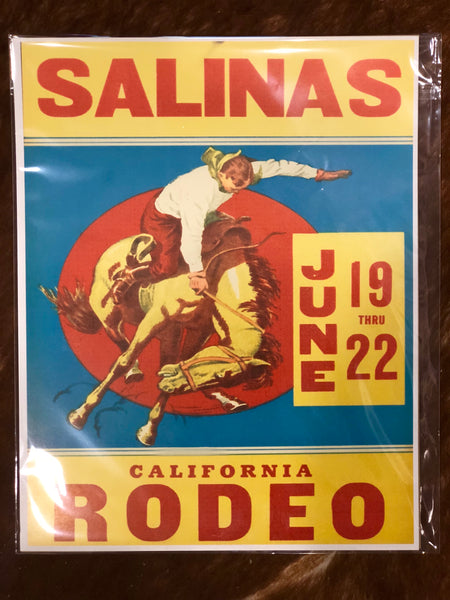 SALINAS
JUNE
19
THRU
22
CALIFORNIA
RODEO